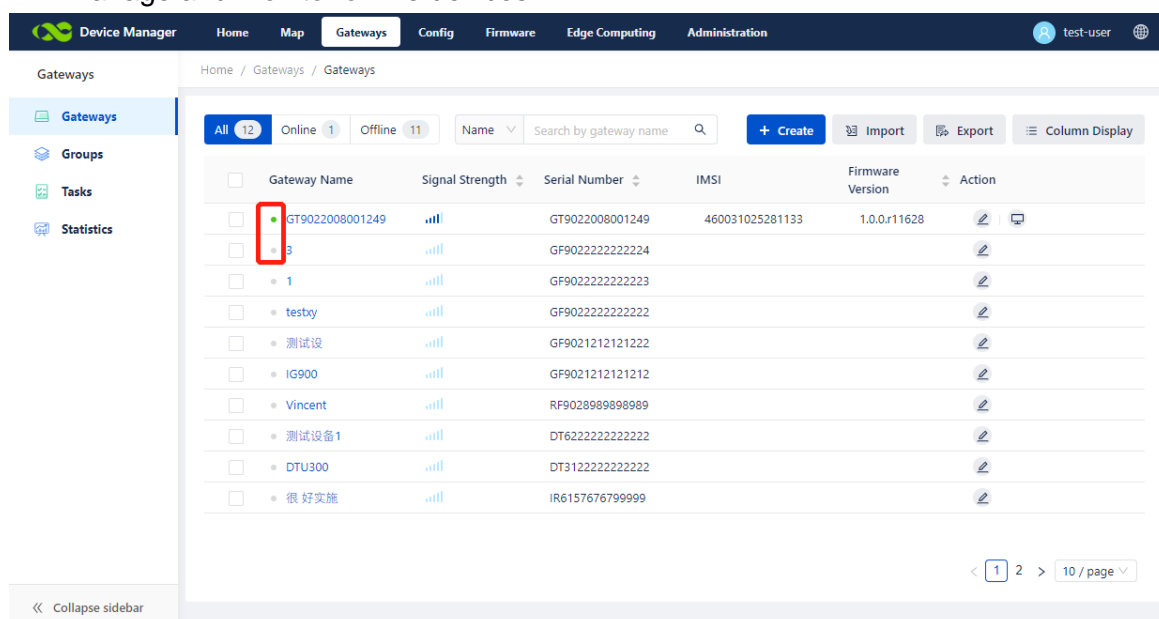 Device Manager Home Map Gateways Config Firmware Edge Computing Administration test-user
Gateways Home / Gateways / Gateways
Gateways
Groups
Tasks
Statistics
All 12 Online 1 Offline 11 Name Search by gateway name + Create Import Export Column Display
Gateway Name Signal Strength Serial Number IMSI Firmware Version Action
GT9022008001249 GT9022008001249 460031025281133 1.0.0.r11628
3 GF9022222222224
1 GF9022222222223
testxy GF9022222222222
测试设 GF9021212121222
IG900 GF9021212121212
Vincent RF9028989898989
测试设备1 DT6222222222222
DTU300 DT3122222222222
很 好实施 IR6157676799999
< 1 2 > 10 / page
Collapse sidebar